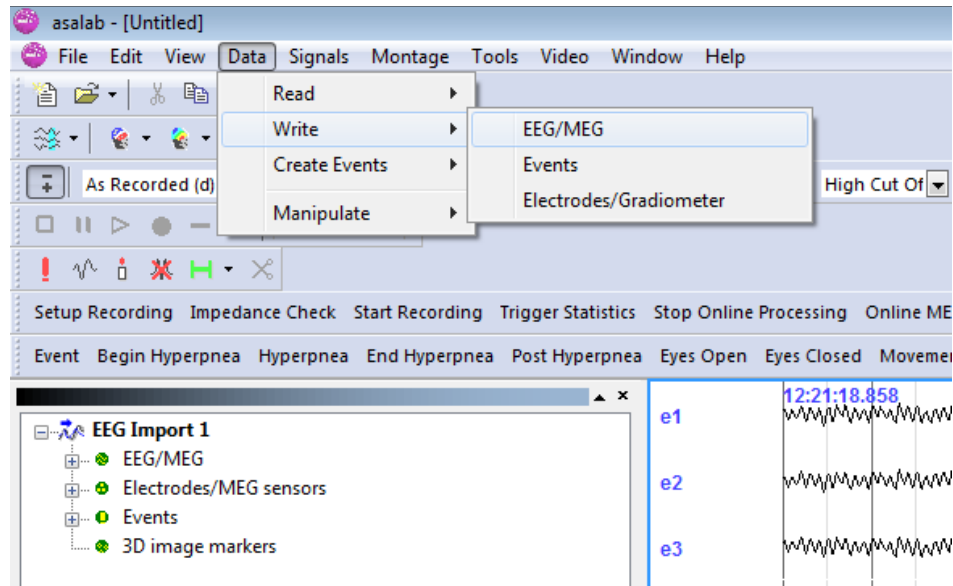 asalab - [Untitled]
File Edit View Data Signals Montage Tools Video Window Help
Read
Write
EEG/MEG
Create Events
Events
As Recorded (d)
Electrodes/Gradiometer
High Cut Of
Manipulate
Setup Recording Impedance Check Start Recording Trigger Statistics Stop Online Processing Online ME
Event Begin Hyperpnea Hyperpnea End Hyperpnea Post Hyperpnea Eyes Open Eyes Closed Movemen
12:21:18.858
e1
EEG Import 1
EEG/MEG
Electrodes/MEG sensors
e2
Events
3D image markers
e3